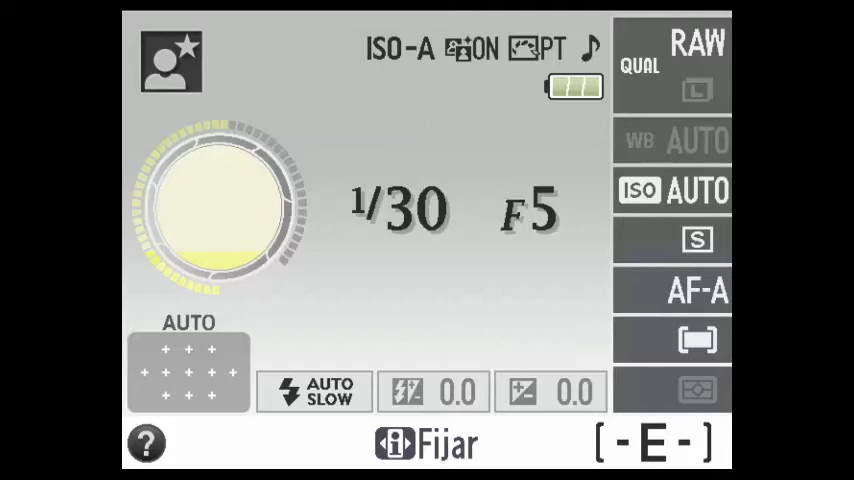 ISO-A ON PT
QUAL RAW
L
WB AUTO
ISO AUTO
S
1/30 F5
AF-A
AUTO
AUTO SLOW
0.0
0.0
? i Fijar [-E-]